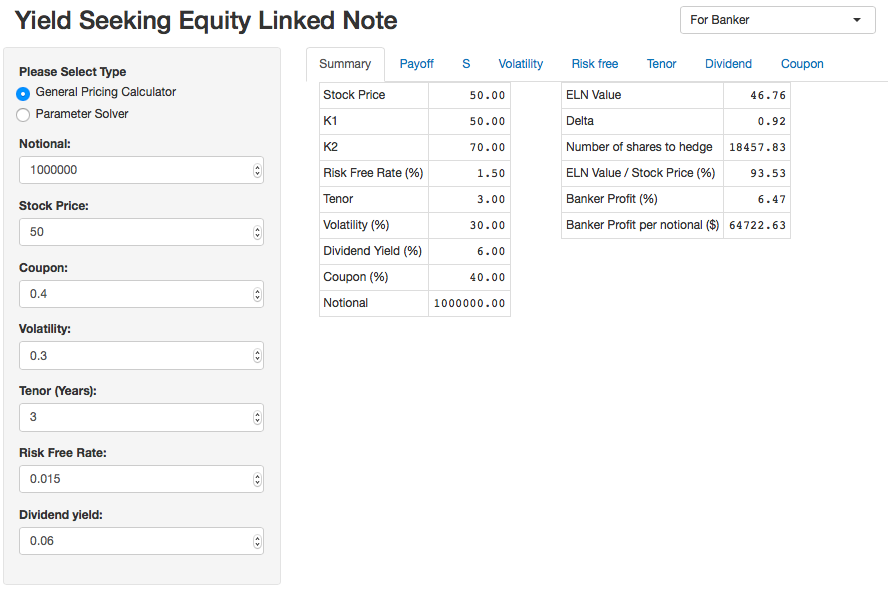 Yield Seeking Equity Linked Note
For Banker
Please Select Type
General Pricing Calculator
Parameter Solver
Notional:
1000000
Stock Price:
50
Coupon:
0.4
Volatility:
0.3
Tenor (Years):
3
Risk Free Rate:
0.015
Dividend yield:
0.06
Summary Payoff S Volatility Risk free Tenor Dividend Coupon
Stock Price 50.00
K1 50.00
K2 70.00
Risk Free Rate (%) 1.50
Tenor 3.00
Volatility (%) 30.00
Dividend Yield (%) 6.00
Coupon (%) 40.00
Notional 1000000.00
ELN Value 46.76
Delta 0.92
Number of shares to hedge 18457.83
ELN Value / Stock Price (%) 93.53
Banker Profit (%) 6.47
Banker Profit per notional ($) 64722.63